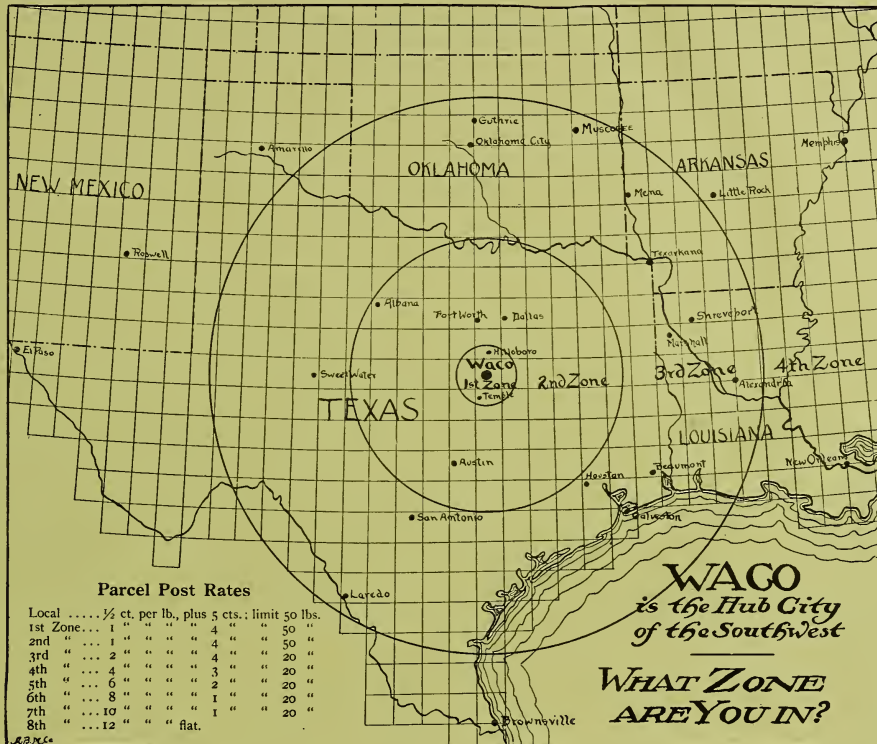 Guthrie
Muscogee
Oklahoma City
Memphis
Amarillo
ARKANSAS
OKLAHOMA
NEW MEXICO
Mena
Little Rock
Roswell
Texarkana
Albana
Fort Worth
Dallas
Shreveport
Marshall
El Paso
Hillsboro
Waco
1st Zone
2nd Zone
3rd Zone
4th Zone
Sweet Water
Temple
Alexandria
TEXAS
LOUISIANA
Austin
New Orleans
Beaumont
Houston
San Antonio
Galveston
Laredo
Brownsville
Parcel Post Rates
Local ..... ½ ct. per lb., plus 5 cts.; limit 50 lbs.
1st Zone... 1 " " " " 4 " " 50 "
2nd " ... 1 " " " " 4 " " 50 "
3rd " ... 2 " " " " 4 " " 20 "
4th " ... 4 " " " " 3 " " 20 "
5th " ... 6 " " " " 2 " " 20 "
6th " ... 8 " " " " 1 " " 20 "
7th " ... 10 " " " " 1 " " 20 "
8th " ... 12 " " " flat.
WACO
is the Hub City
of the Southwest
WHAT ZONE
ARE YOU IN?